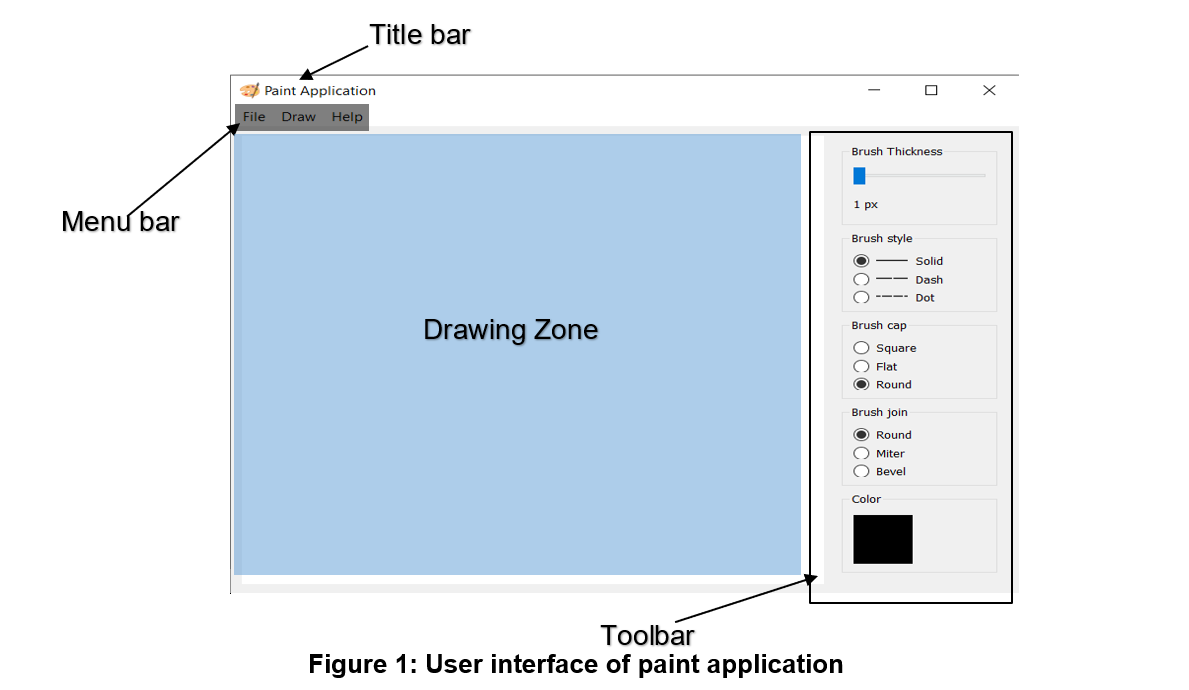 Title bar
Paint Application
File Draw Help
Menu bar
Drawing Zone
Brush Thickness
1 px
Brush style
Solid
Dash
Dot
Brush cap
Square
Flat
Round
Brush join
Round
Miter
Bevel
Color
Toolbar
Figure 1: User interface of paint application